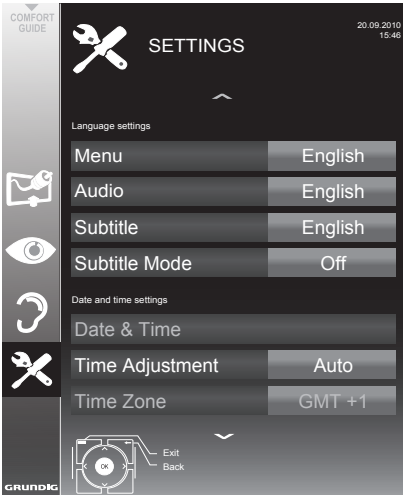 COMFORT
GUIDE
SETTINGS
20.09.2010
15:46
Language settings
Menu English
Audio English
Subtitle English
Subtitle Mode Off
Date and time settings
Date & Time
Time Adjustment Auto
Time Zone GMT +1
Exit
OK
Back
GRUNDIG